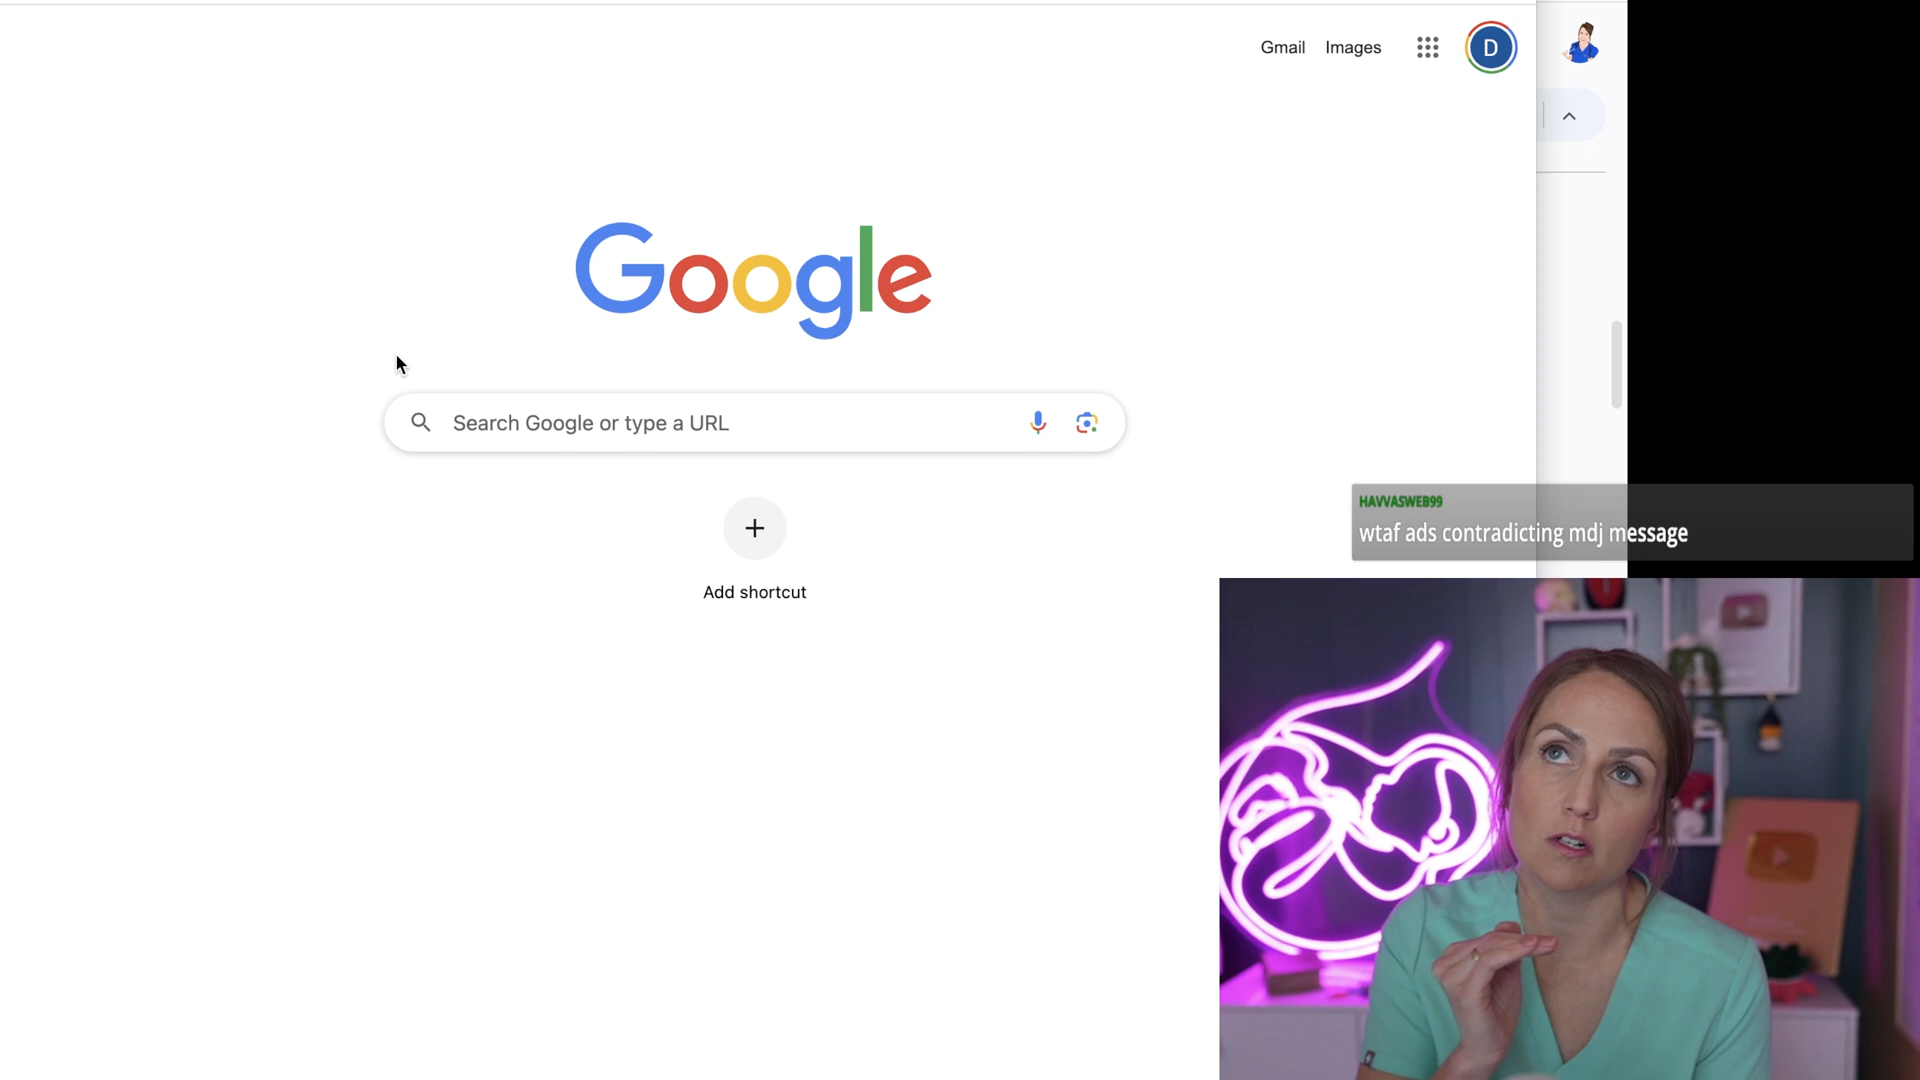 Gmail Images
D
Google
Search Google or type a URL
Add shortcut
HAVVASWEB99
wtaf ads contradicting mdj message